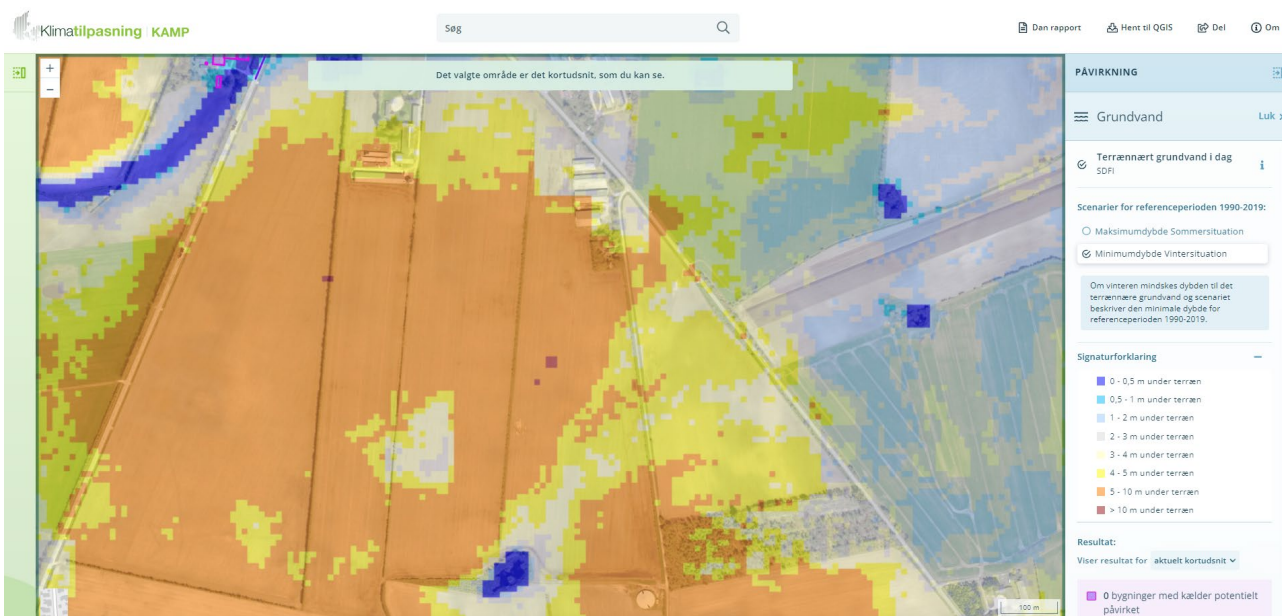 Klimatilpasning KAMP
Søg
Dan rapport
Hent til QGIS
Del
Om
+
−
Det valgte område er det kortudsnit, som du kan se.
100 m
PÅVIRKNING
Grundvand
Luk
Terrænnært grundvand i dag
SDFI
i
Scenarier for referenceperioden 1990-2019:
Maksimumdybde Sommersituation
Minimumdybde Vintersituation
Om vinteren mindskes dybden til det
terrænnære grundvand og scenariet
beskriver den minimale dybde for
referenceperioden 1990-2019.
Signaturforklaring
−
0 - 0,5 m under terræn
0,5 - 1 m under terræn
1 - 2 m under terræn
2 - 3 m under terræn
3 - 4 m under terræn
4 - 5 m under terræn
5 - 10 m under terræn
> 10 m under terræn
Resultat:
Viser resultat for aktuelt kortudsnit
0 bygninger med kælder potentielt
påvirket